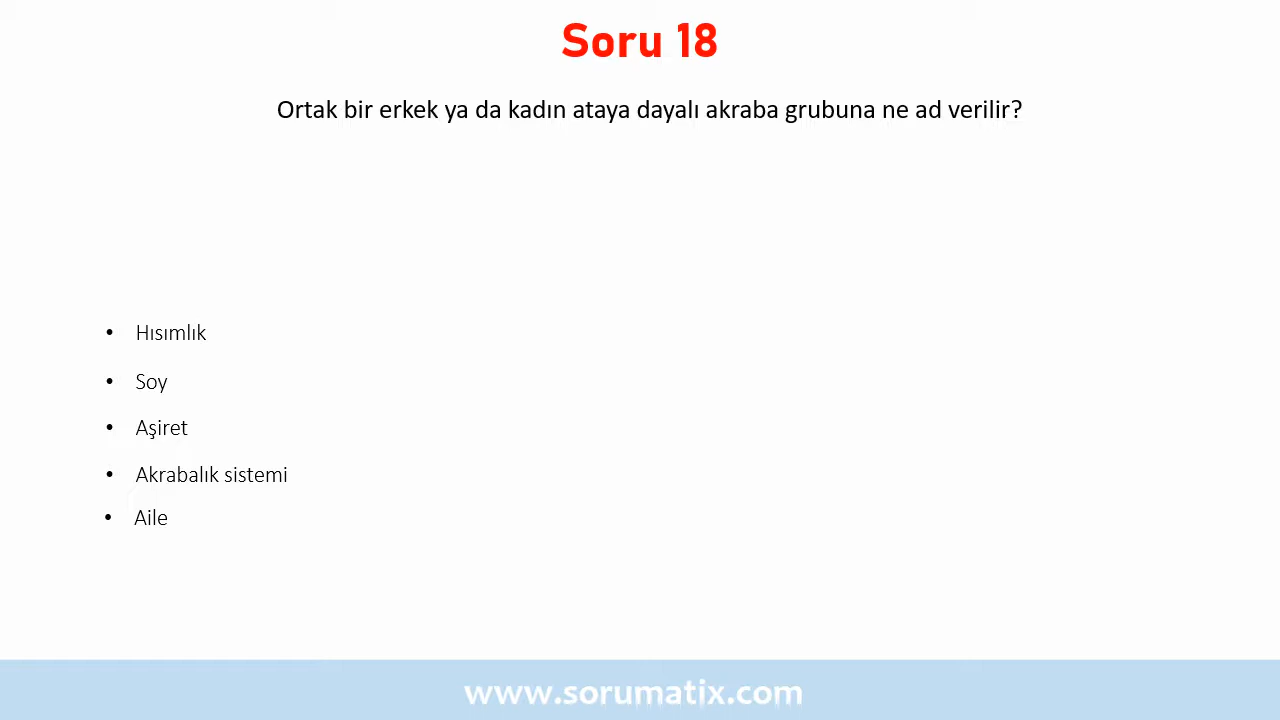 Soru 18
Ortak bir erkek ya da kadın ataya dayalı akraba grubuna ne ad verilir?
• Hısımlık
• Soy
• Aşiret
• Akrabalık sistemi
• Aile
www.sorumatix.com